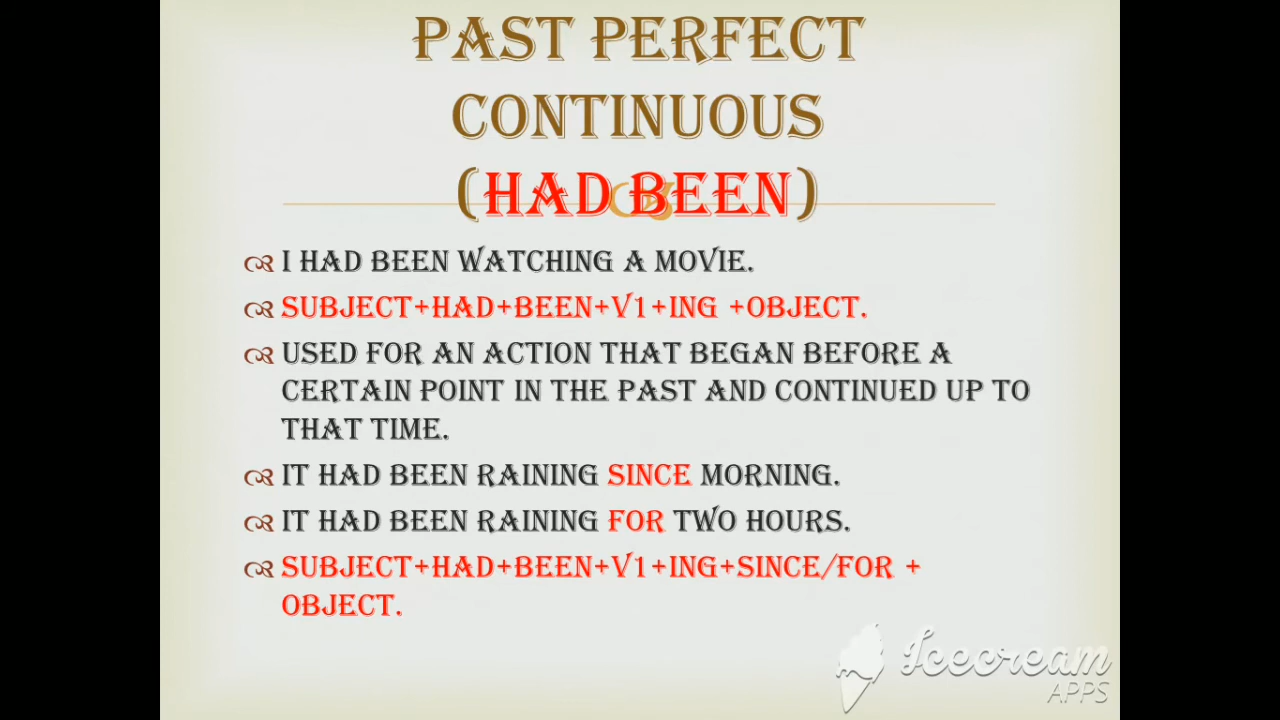 PAST PERFECT
CONTINUOUS
(HAD BEEN)
I HAD BEEN WATCHING A MOVIE.
SUBJECT+HAD+BEEN+V1+ING +OBJECT.
USED FOR AN ACTION THAT BEGAN BEFORE A
CERTAIN POINT IN THE PAST AND CONTINUED UP TO
THAT TIME.
IT HAD BEEN RAINING SINCE MORNING.
IT HAD BEEN RAINING FOR TWO HOURS.
SUBJECT+HAD+BEEN+V1+ING+SINCE/FOR +
OBJECT.
Icecream
APPS